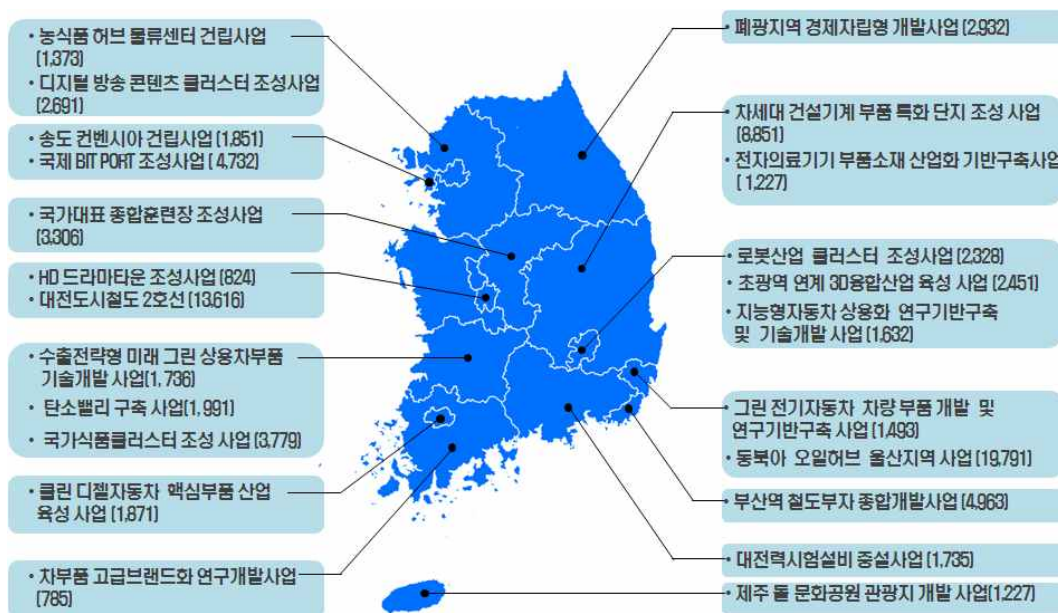 • 농식품 허브 물류센터 건립사업
(1,373)
• 디지털 방송 콘텐츠 클러스터 조성사업
(2,691)
• 송도 컨벤시아 건립사업 (1,851)
• 국제 BIT PORT 조성사업 ( 4,732)
• 국가대표 종합훈련장 조성사업
(3,306)
• HD 드라마타운 조성사업 (824)
• 대전도시철도 2호선 (13,616)
• 수출전략형 미래 그린 상용차부품
기술개발 사업(1, 736)
• 탄소밸리 구축 사업(1, 991)
• 국가식품클러스터 조성 사업 (3,779)
• 클린 디젤자동차 핵심부품 산업
육성 사업 (1,871)
• 차부품 고급브랜드화 연구개발사업
(785)
• 폐광지역 경제자립형 개발사업 (2,932)
• 차세대 건설기계 부품 특화 단지 조성 사업
(8,851)
• 전자의료기기 부품소재 산업화 기반구축사업
( 1,227)
• 로봇산업 클러스터 조성사업 (2,328)
• 초광역 연계 3D융합산업 육성 사업 (2,451)
• 지능형자동차 상용화 연구기반구축
및 기술개발 사업 (1,632)
• 그린 전기자동차 차량 부품 개발 및
연구기반구축 사업 (1,493)
• 동북아 오일허브 울산지역 사업 (19,791)
• 부산역 철도부자 종합개발사업 (4,963)
• 대전력시험설비 중설사업 (1,735)
• 제주 돌 문화공원 관광지 개발 사업(1,227)